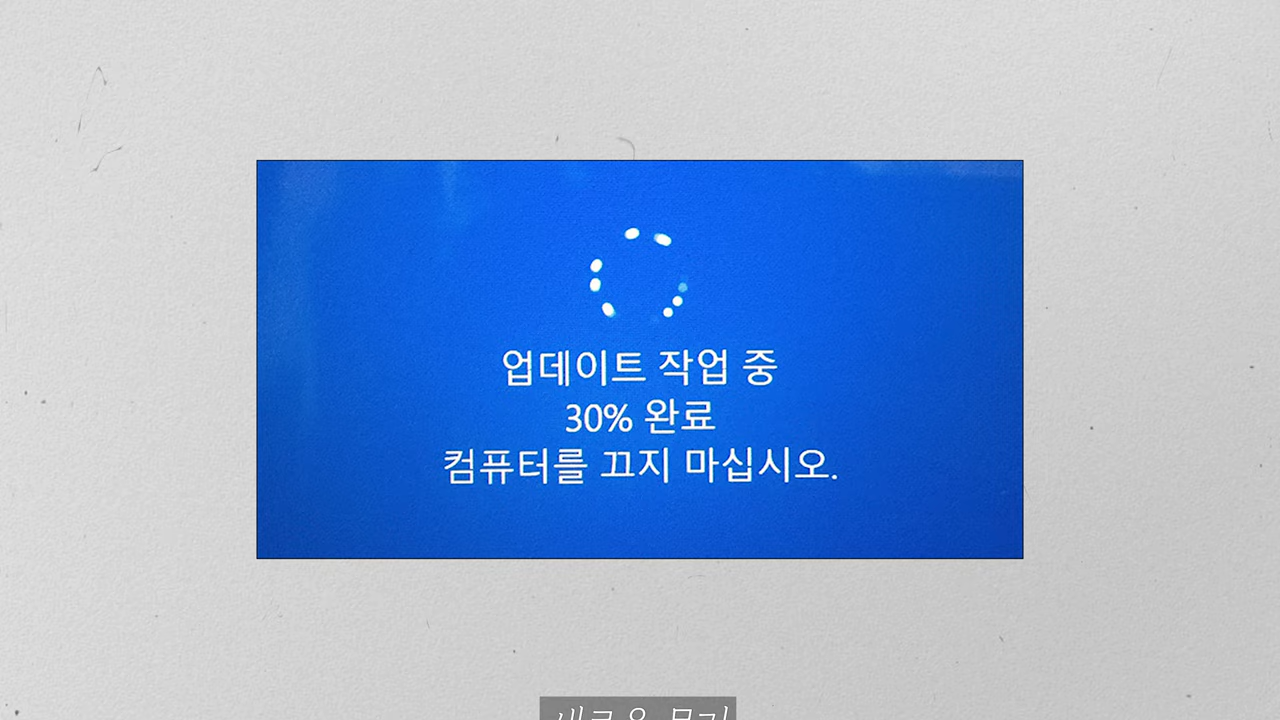 업데이트 작업 중
30% 완료
컴퓨터를 끄지 마십시오.